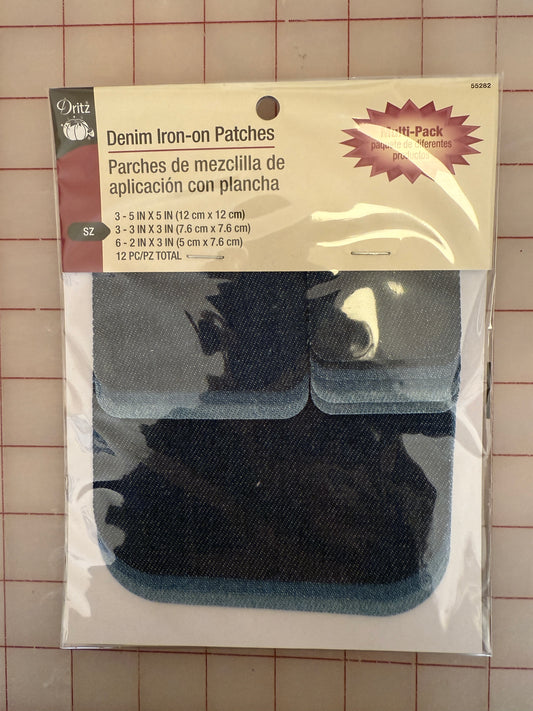 55282
Dritz
Denim Iron-on Patches
Multi-Pack
paquete de diferentes
productos
Parches de mezclilla de
aplicación con plancha
SZ
3 - 5 IN X 5 IN (12 cm x 12 cm)
3 - 3 IN X 3 IN (7.6 cm x 7.6 cm)
6 - 2 IN X 3 IN (5 cm x 7.6 cm)
12 PC/PZ TOTAL